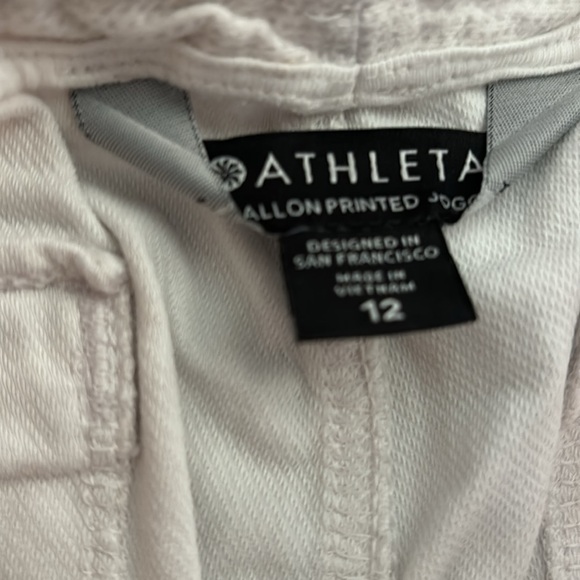 ATHLETA
ALLON PRINTED JOGG
DESIGNED IN
SAN FRANCISCO
MADE IN
VIETNAM
12